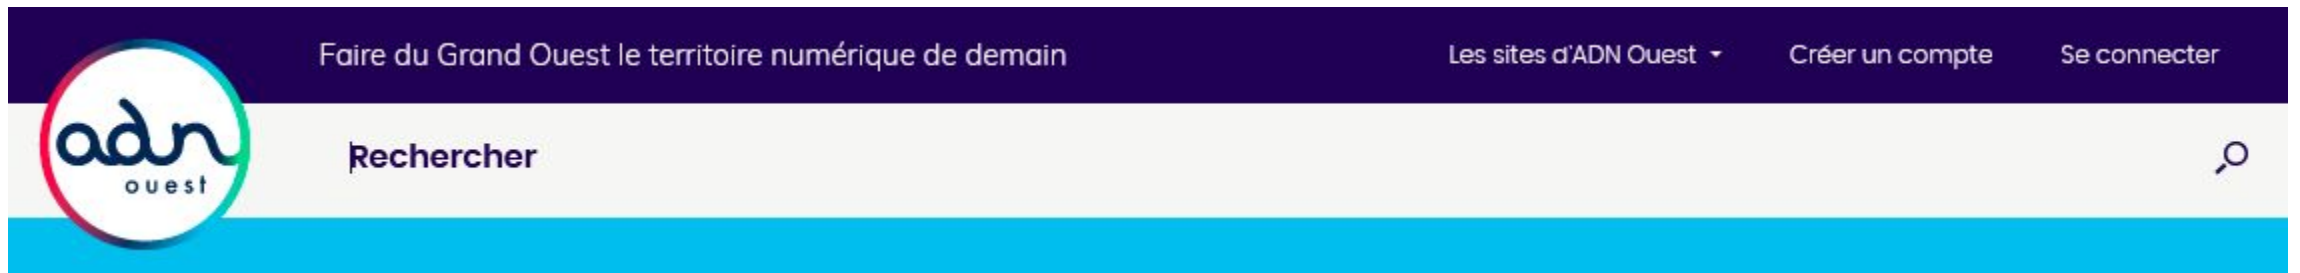 Faire du Grand Ouest le territoire numérique de demain
Les sites d'ADN Ouest
Créer un compte
Se connecter
adn
ouest
Rechercher